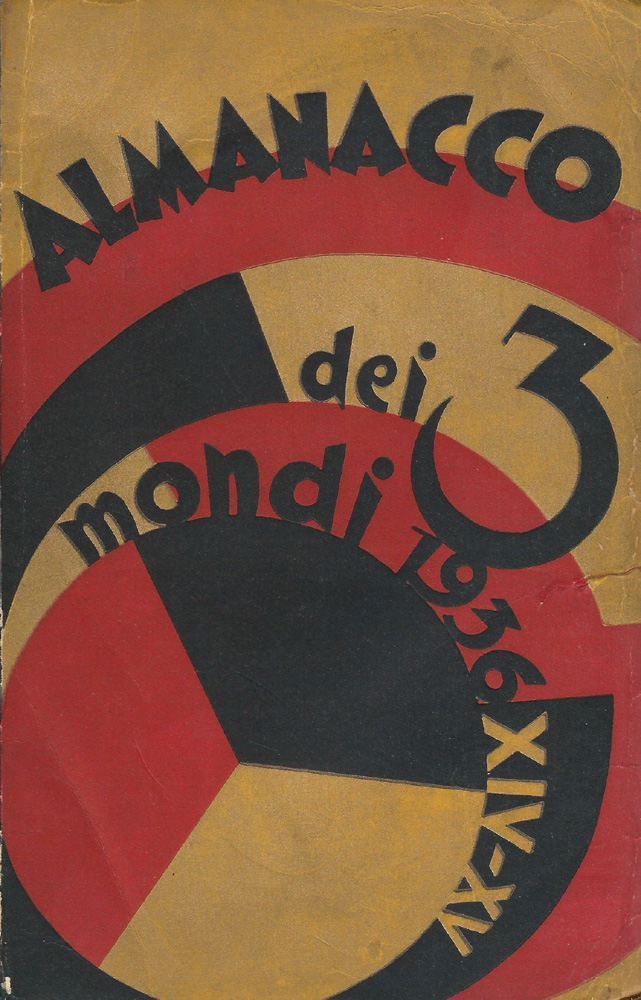 ALMANACCO
dei 3
mondi 1936 XIV-XV